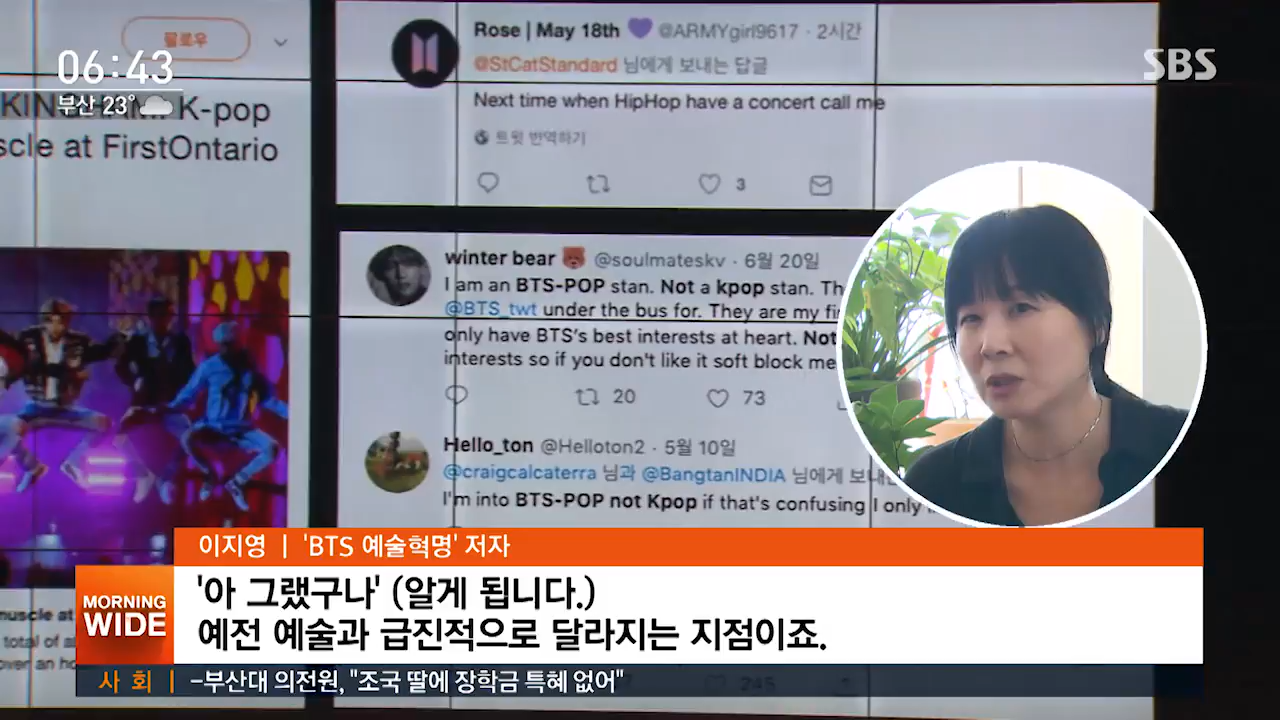 팔로우
06:43
부산 23°
K-pop
scle at FirstOntario
Rose | May 18th 💜 @ARMYgirl9617 · 2시간
@StCatStandard 님에게 보내는 답글
Next time when HipHop have a concert call me
트윗 번역하기
3
SBS
winter bear 🐻 @soulmateskv · 6월 20일
I am an BTS-POP stan. Not a kpop stan. Th
@BTS_twt under the bus for. They are my fi
only have BTS's best interests at heart. Not
interests so if you don't like it soft block me
20 73
Hello_ton @Helloton2 · 5월 10일
@craigcalcaterra 님과 @BangtanINDIA 님에게 보내는
I'm into BTS-POP not Kpop if that's confusing I only
이지영 | 'BTS 예술혁명' 저자
MORNING WIDE
'아 그랬구나' (알게 됩니다.)
예전 예술과 급진적으로 달라지는 지점이죠.
muscle at
total of a
over an ho
사 회 | -부산대 의전원, "조국 딸에 장학금 특혜 없어"
245